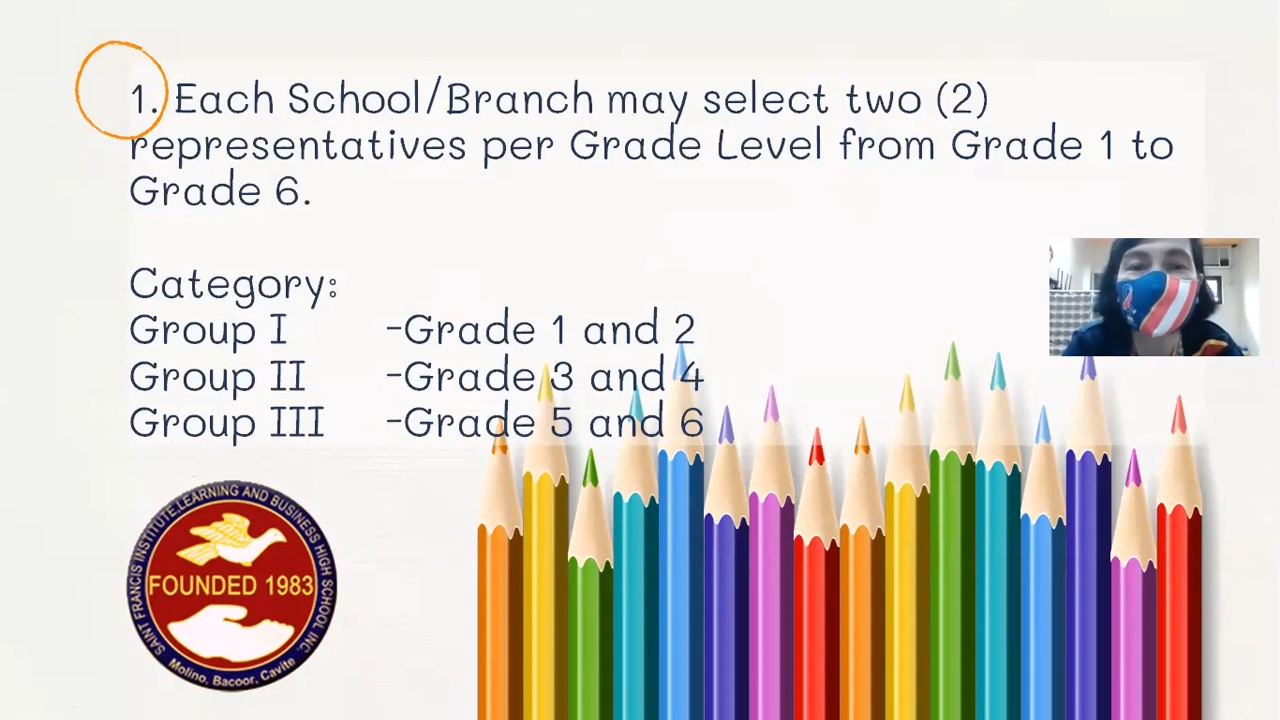 1. Each School/Branch may select two (2)
representatives per Grade Level from Grade 1 to
Grade 6.
Category:
Group I -Grade 1 and 2
Group II -Grade 3 and 4
Group III -Grade 5 and 6
SAINT FRANCIS INSTITUTE,LEARNING AND BUSINESS HIGH SCHOOL INC.
FOUNDED 1983
Molino, Bacoor, Cavite